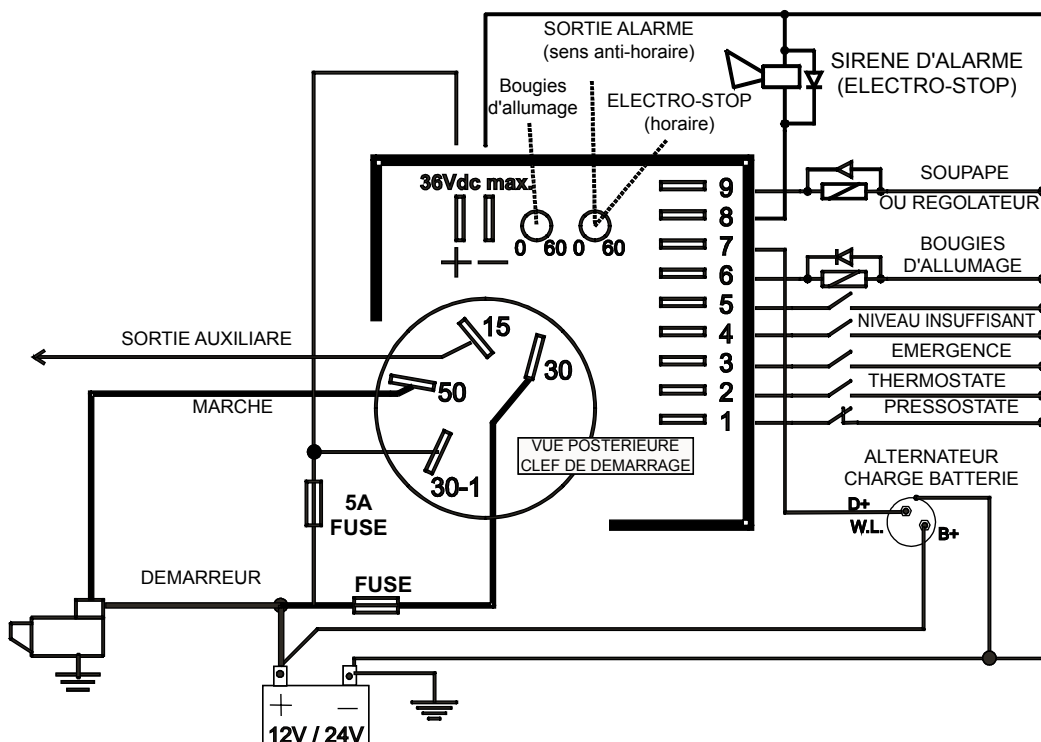 SORTIE ALARME
(sens anti-horaire)
SIRENE D'ALARME
(ELECTRO-STOP)
Bougies
d'allumage
ELECTRO-STOP
(horaire)
36Vdc max.
9
SOUPAPE
8
OU REGOLATEUR
0 60 0 60
7
BOUGIES
+ −
6
D'ALLUMAGE
5
15
4
NIVEAU INSUFFISANT
SORTIE AUXILIARE
30
3
EMERGENCE
50
2
THERMOSTATE
MARCHE
1
PRESSOSTATE
VUE POSTERIEURE
CLEF DE DEMARRAGE
30-1
ALTERNATEUR
CHARGE BATTERIE
5A
FUSE
D+
W.L.
B+
DEMARREUR
FUSE
+ −
12V / 24V